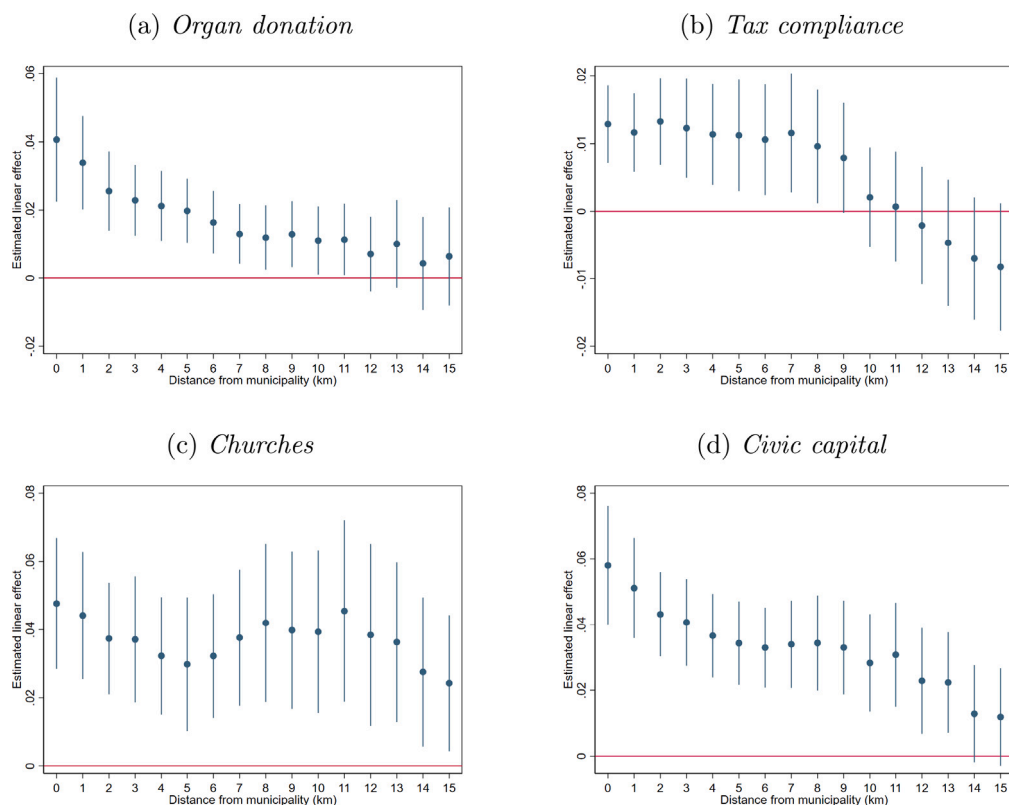 (a) Organ donation
Estimated linear effect
.06
.04
.02
0
-.02
0 1 2 3 4 5 6 7 8 9 10 11 12 13 14 15
Distance from municipality (km)
(b) Tax compliance
Estimated linear effect
.02
.01
0
-.01
-.02
0 1 2 3 4 5 6 7 8 9 10 11 12 13 14 15
Distance from municipality (km)
(c) Churches
Estimated linear effect
.08
.06
.04
.02
0
0 1 2 3 4 5 6 7 8 9 10 11 12 13 14 15
Distance from municipality (km)
(d) Civic capital
Estimated linear effect
.08
.06
.04
.02
0
0 1 2 3 4 5 6 7 8 9 10 11 12 13 14 15
Distance from municipality (km)